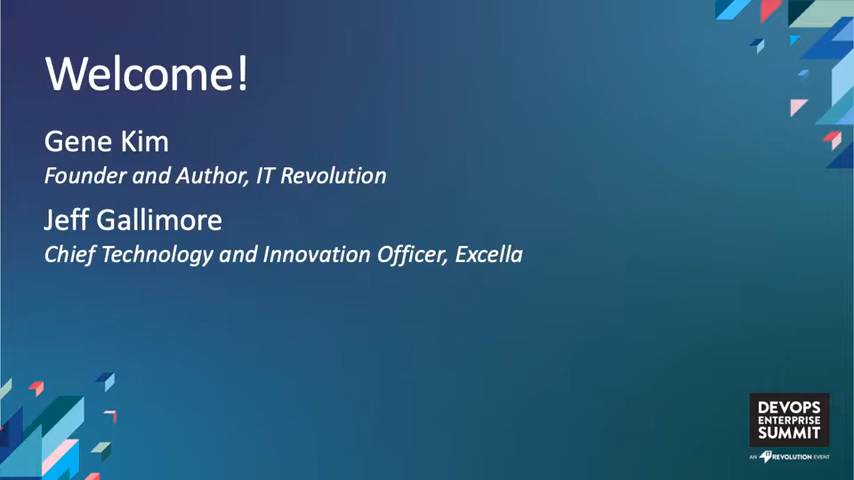 Welcome!
Gene Kim
Founder and Author, IT Revolution
Jeff Gallimore
Chief Technology and Innovation Officer, Excella
DEVOPS
ENTERPRISE
SUMMIT
AN IT REVOLUTION EVENT